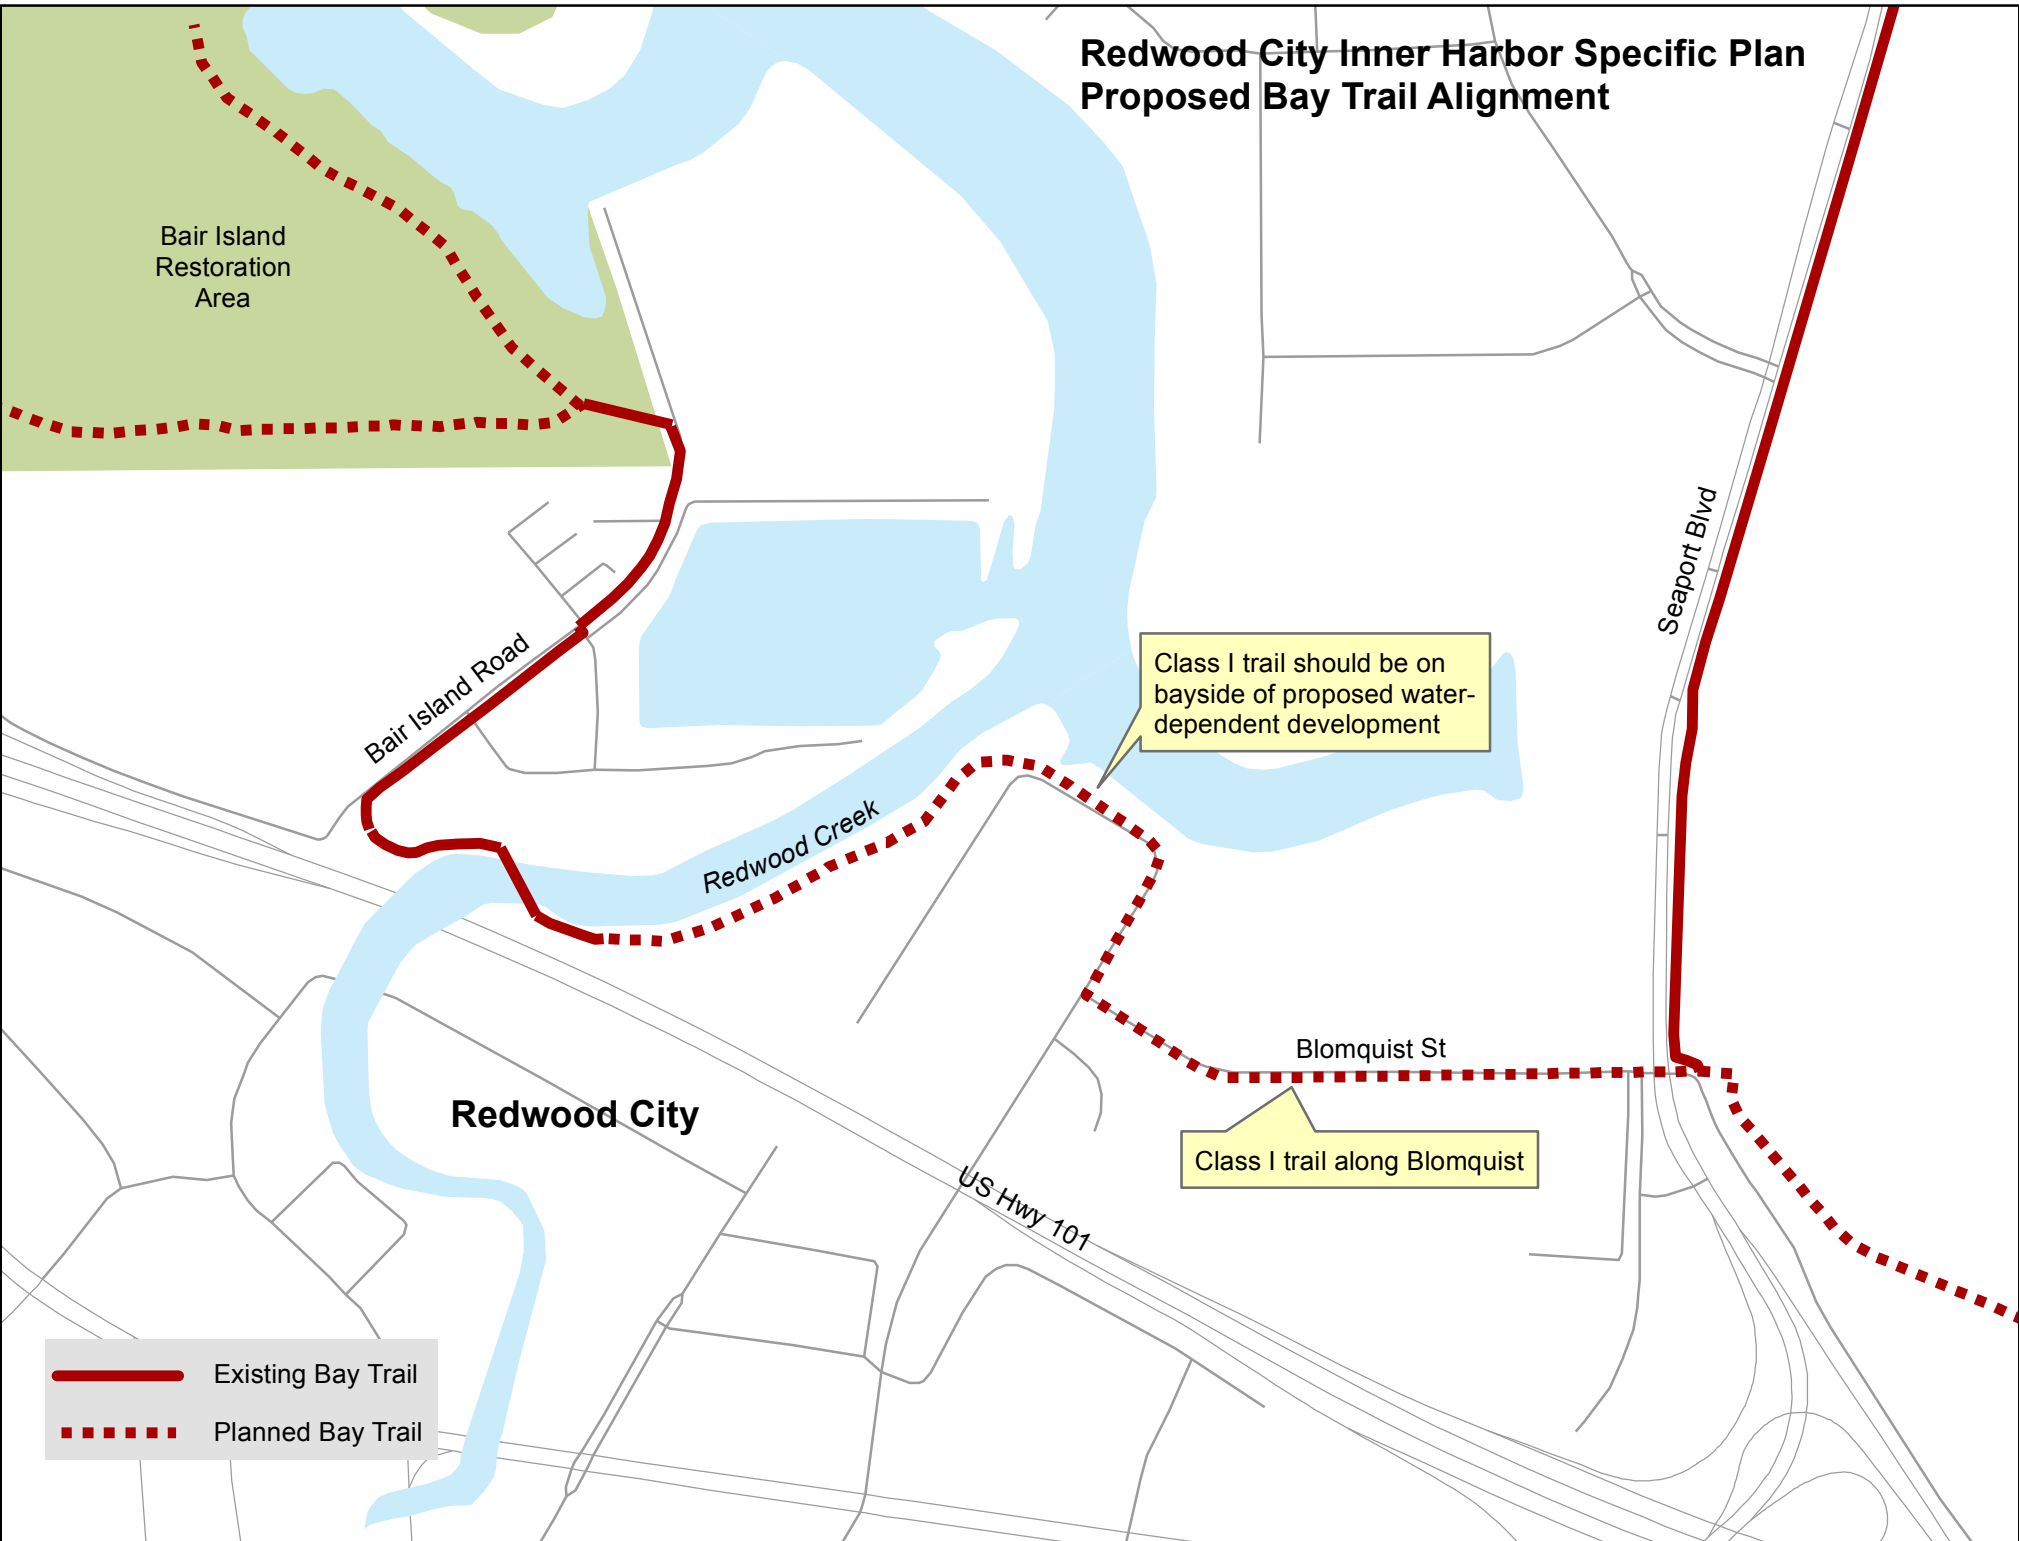 Redwood City Inner Harbor Specific Plan
Proposed Bay Trail Alignment
Bair Island
Restoration
Area
Seaport Blvd
Bair Island Road
Class I trail should be on
bayside of proposed water-
dependent development
Redwood Creek
Blomquist St
Redwood City
Class I trail along Blomquist
US Hwy 101
Existing Bay Trail
Planned Bay Trail